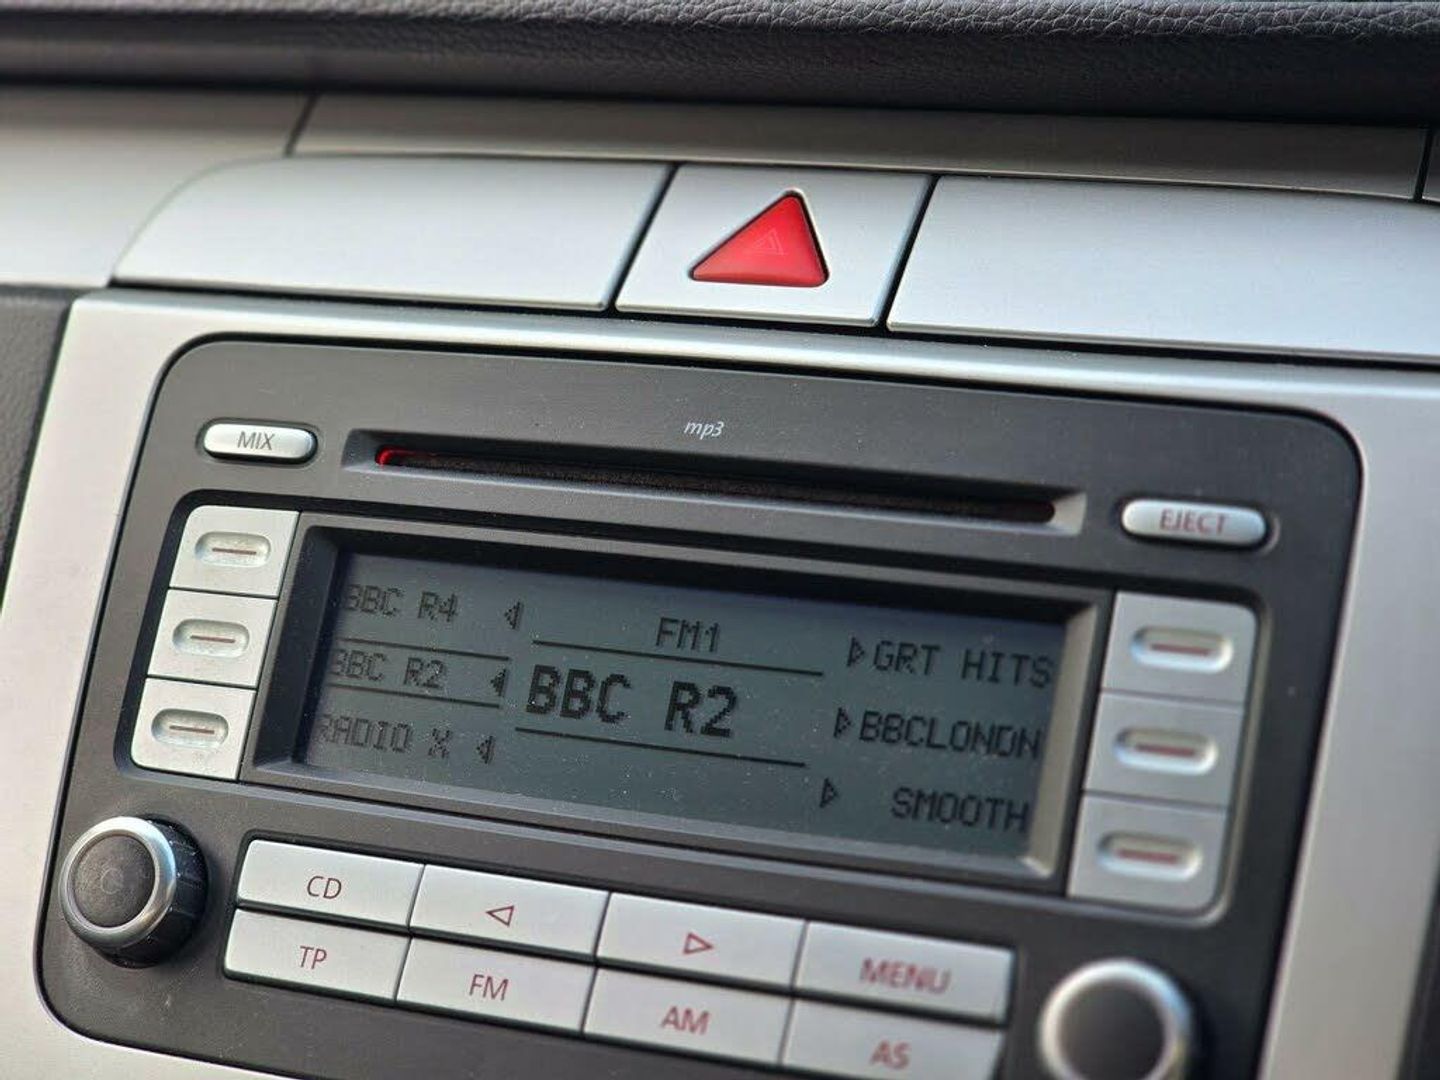 mp3
MIX
EJECT
BBC R4
FM1
GRT HITS
BBC R2
BBC R2
BBCLONDN
RADIO X
SMOOTH
CD
MENU
TP
FM
AM
AS